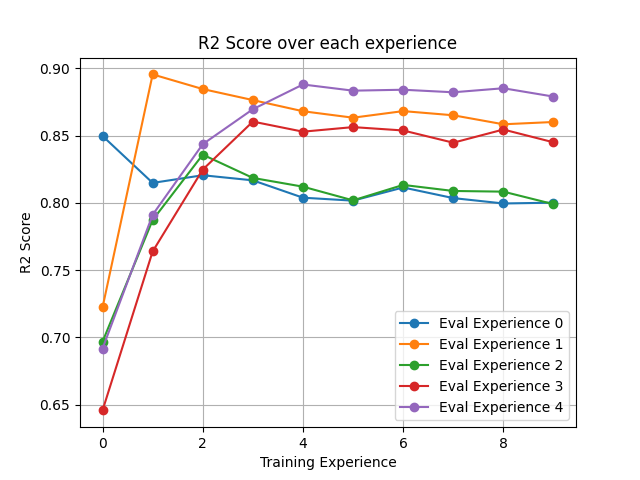 R2 Score over each experience
0.90
0.85
0.80
0.75
0.70
0.65
R2 Score
0
2
4
6
8
Training Experience
Eval Experience 0
Eval Experience 1
Eval Experience 2
Eval Experience 3
Eval Experience 4